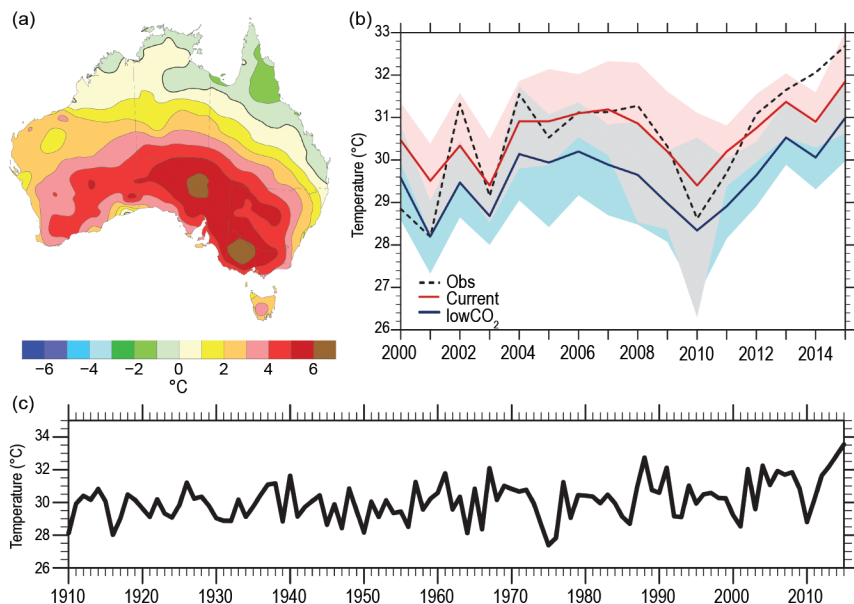 (a)
−6 −4 −2 0 2 4 6
°C
(b)
Temperature (°C)
33
32
31
30
29
28
27
26
Obs
Current
lowCO₂
2000 2002 2004 2006 2008 2010 2012 2014
(c)
Temperature (°C)
34
32
30
28
26
1910 1920 1930 1940 1950 1960 1970 1980 1990 2000 2010